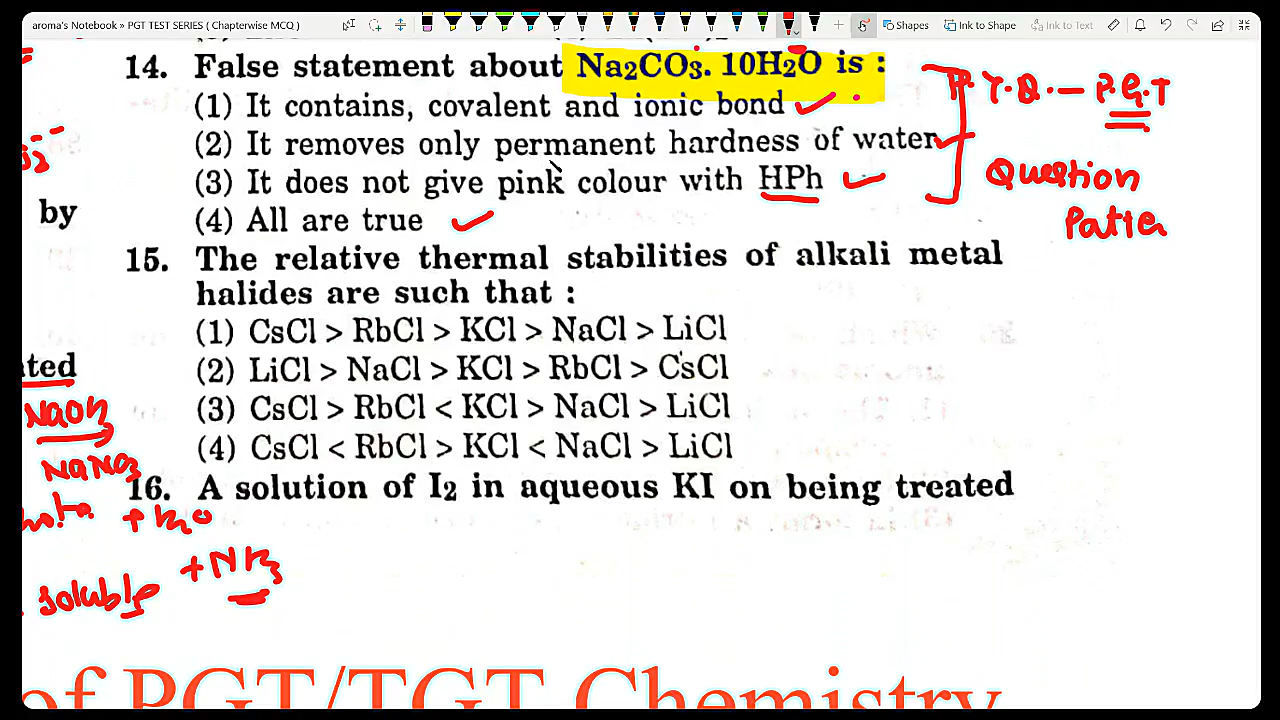 aroma's Notebook » PGT TEST SERIES ( Chapterwise MCQ )
Shapes
Ink to Shape
Ink to Text
14. False statement about Na2CO3. 10H2O is :
(1) It contains, covalent and ionic bond
(2) It removes only permanent hardness of water
(3) It does not give pink colour with HPh
(4) All are true
P.Y.Q. — P.G.T
Question
by
15. The relative thermal stabilities of alkali metal
halides are such that :
(1) CsCl > RbCl > KCl > NaCl > LiCl
(2) LiCl > NaCl > KCl > RbCl > CsCl
(3) CsCl > RbCl < KCl > NaCl > LiCl
(4) CsCl < RbCl > KCl < NaCl > LiCl
NaOH
NaNO3
16. A solution of I2 in aqueous KI on being treated
+ H2O
+NH3
soluble
of PGT/TGT Chemistry